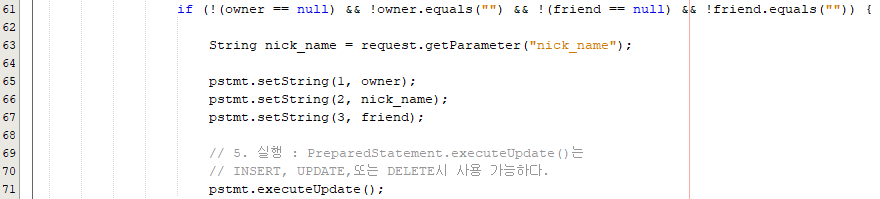 61 if (!(owner == null) && !owner.equals("") && !(friend == null) && !friend.equals("")) {
62
63 String nick_name = request.getParameter("nick_name");
64
65 pstmt.setString(1, owner);
66 pstmt.setString(2, nick_name);
67 pstmt.setString(3, friend);
68
69 // 5. 실행 : PreparedStatement.executeUpdate()는
70 // INSERT, UPDATE,또는 DELETE시 사용 가능하다.
71 pstmt.executeUpdate();